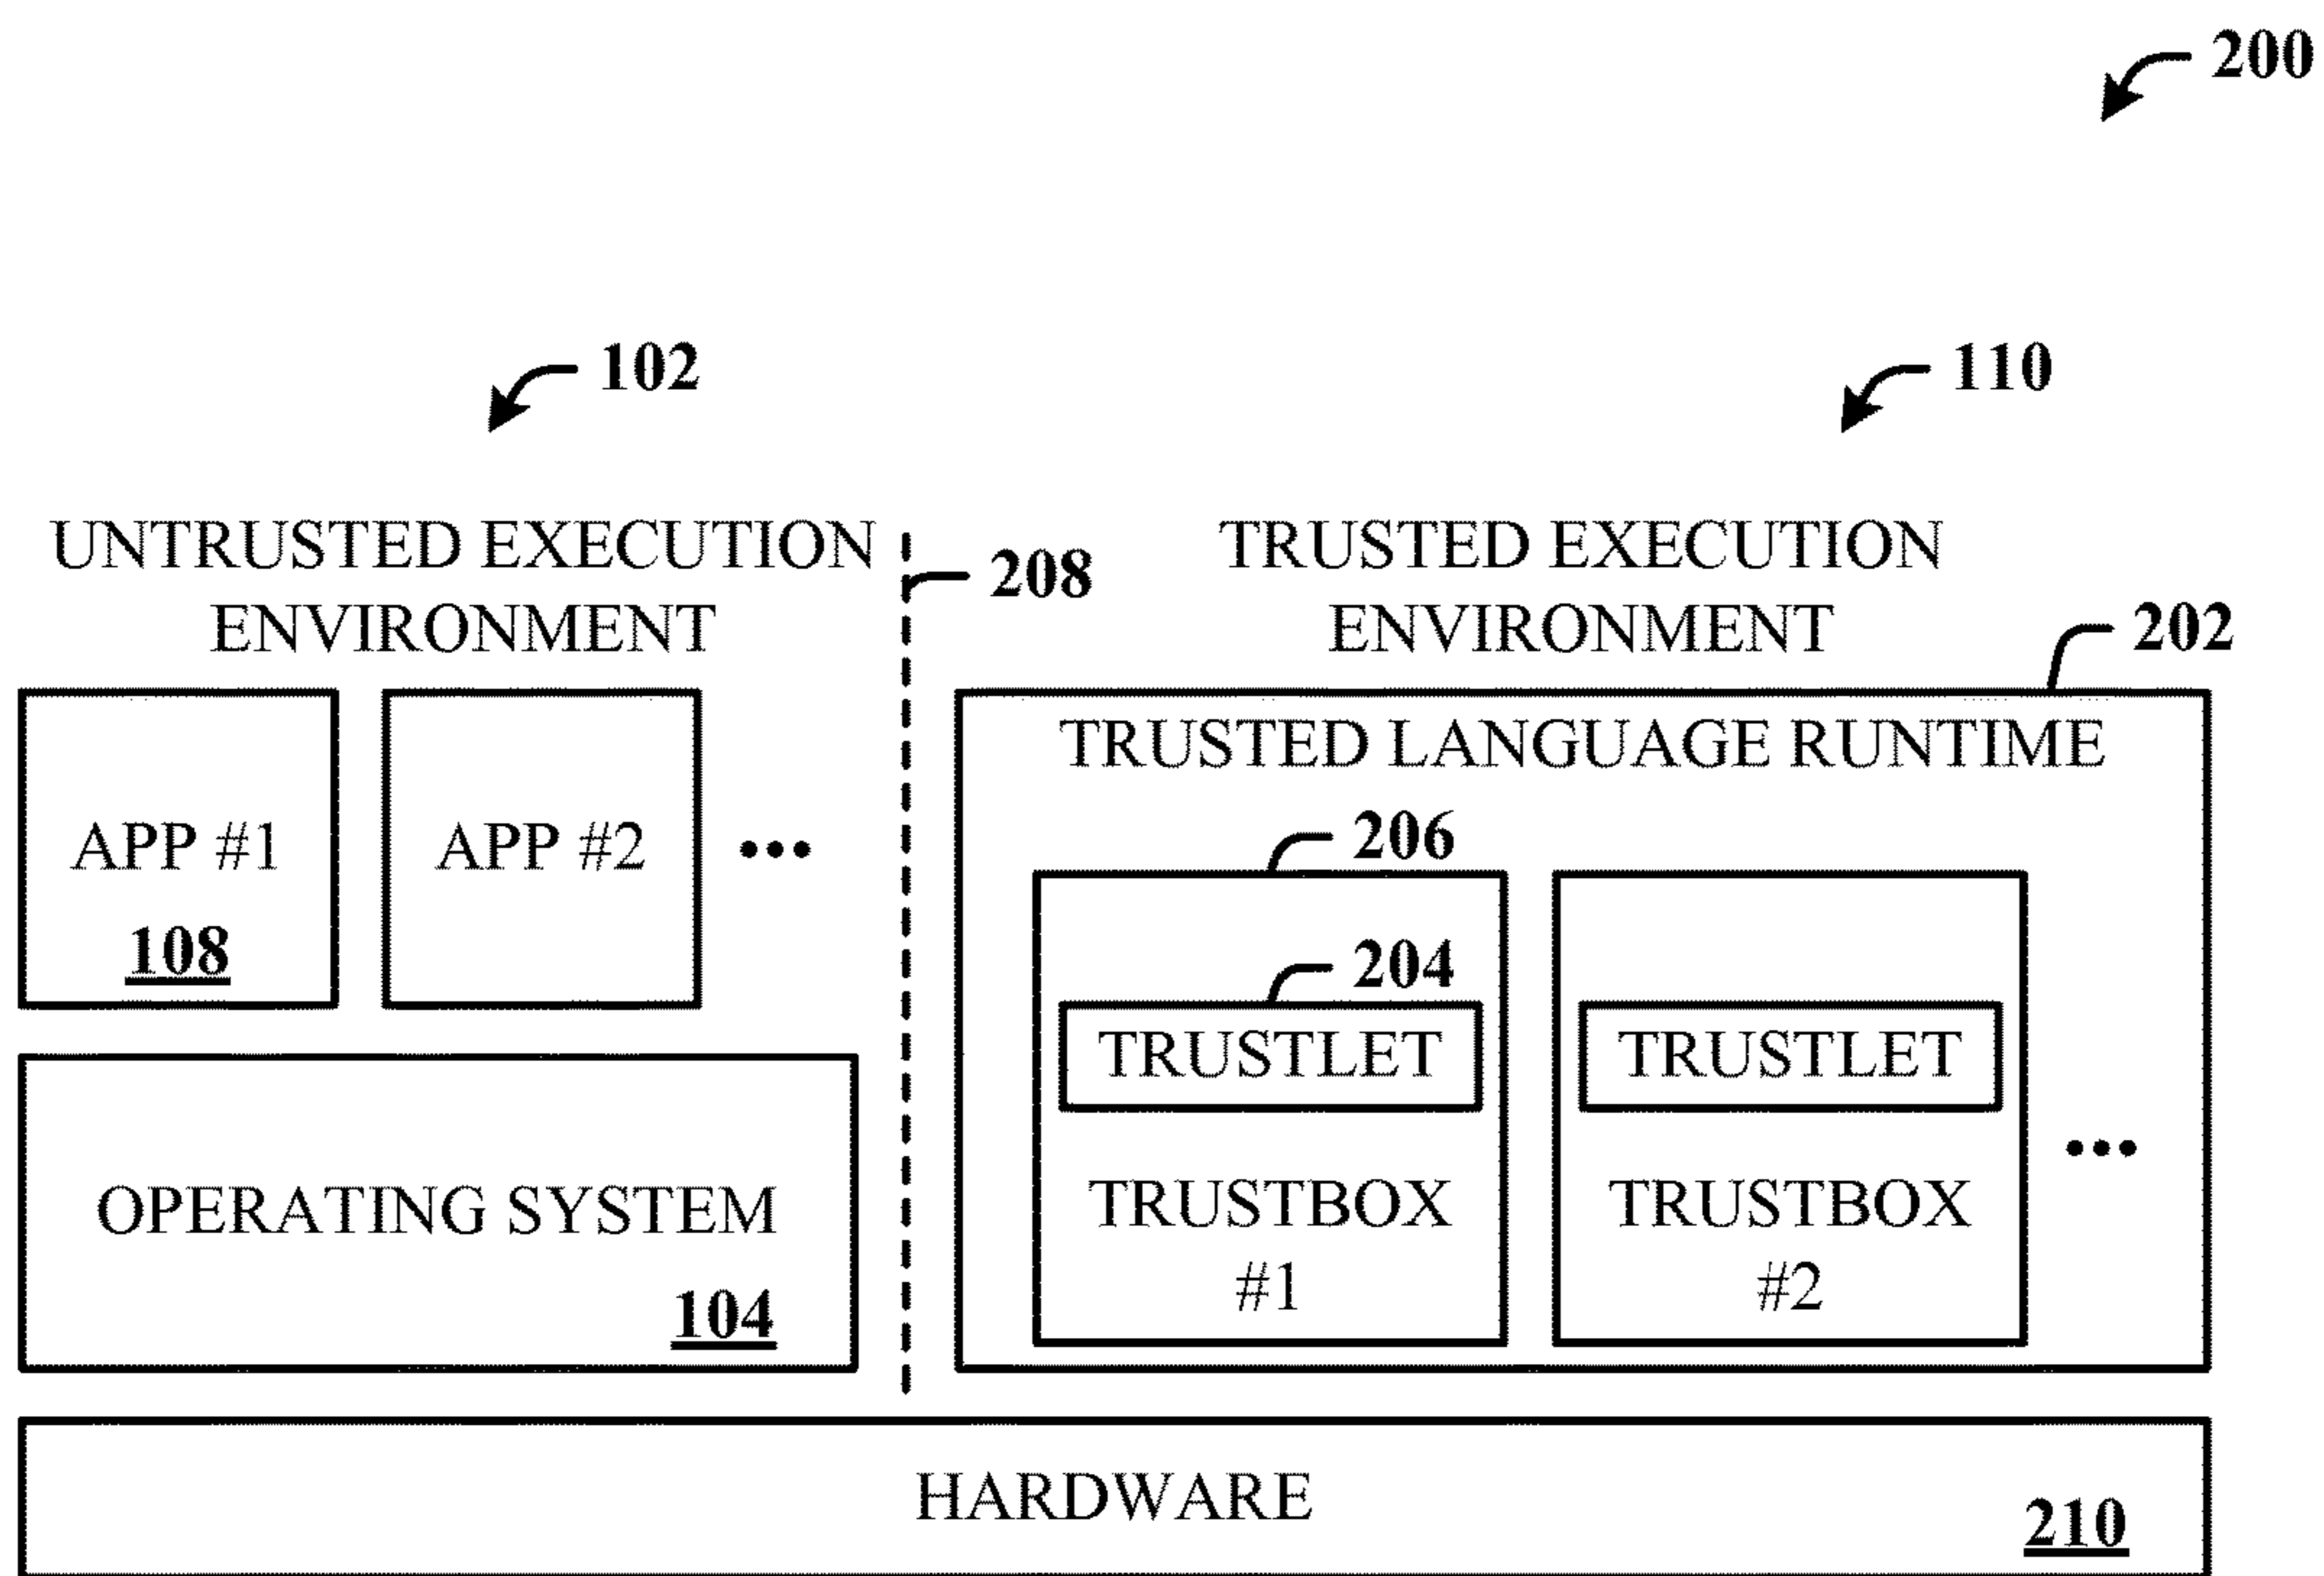 200
102
110
UNTRUSTED EXECUTION
ENVIRONMENT
208
TRUSTED EXECUTION
ENVIRONMENT
202
APP #1
108
APP #2
•••
OPERATING SYSTEM
104
TRUSTED LANGUAGE RUNTIME
206
204
TRUSTLET
TRUSTBOX
#1
TRUSTLET
TRUSTBOX
#2
•••
HARDWARE
210